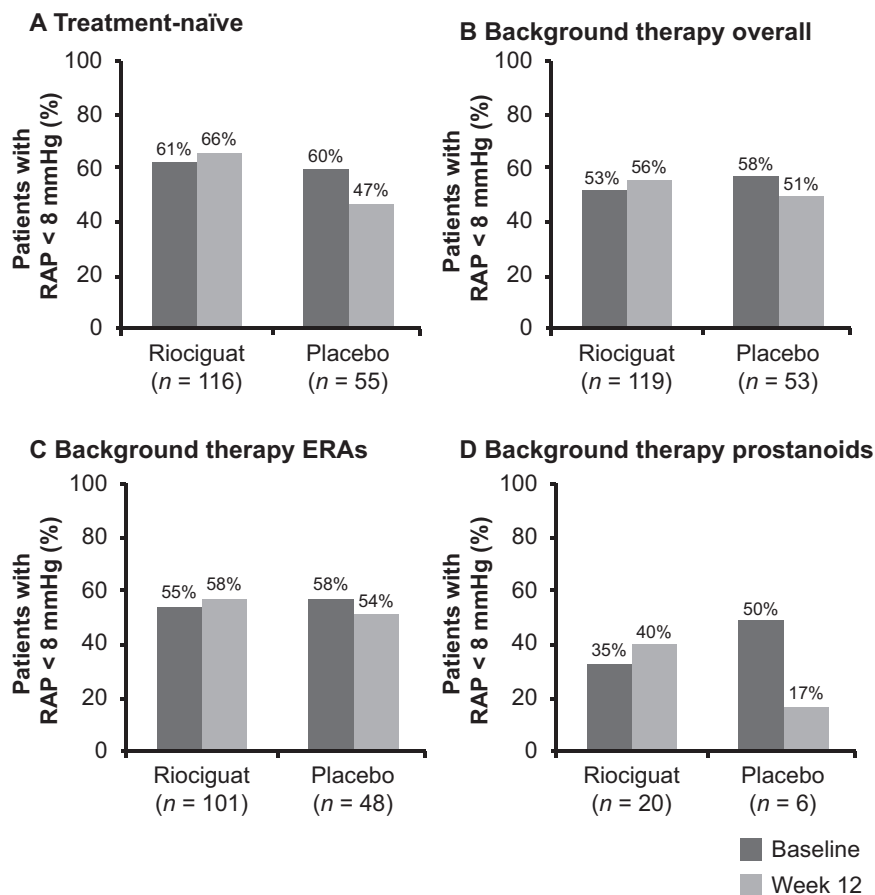 A Treatment-naïve
Patients with
RAP < 8 mmHg (%)
100
80
60
40
20
0
61%
66%
60%
47%
Riociguat
(n = 116)
Placebo
(n = 55)
B Background therapy overall
Patients with
RAP < 8 mmHg (%)
100
80
60
40
20
0
53%
56%
58%
51%
Riociguat
(n = 119)
Placebo
(n = 53)
C Background therapy ERAs
Patients with
RAP < 8 mmHg (%)
100
80
60
40
20
0
55%
58%
58%
54%
Riociguat
(n = 101)
Placebo
(n = 48)
D Background therapy prostanoids
Patients with
RAP < 8 mmHg (%)
100
80
60
40
20
0
35%
40%
50%
17%
Riociguat
(n = 20)
Placebo
(n = 6)
Baseline
Week 12